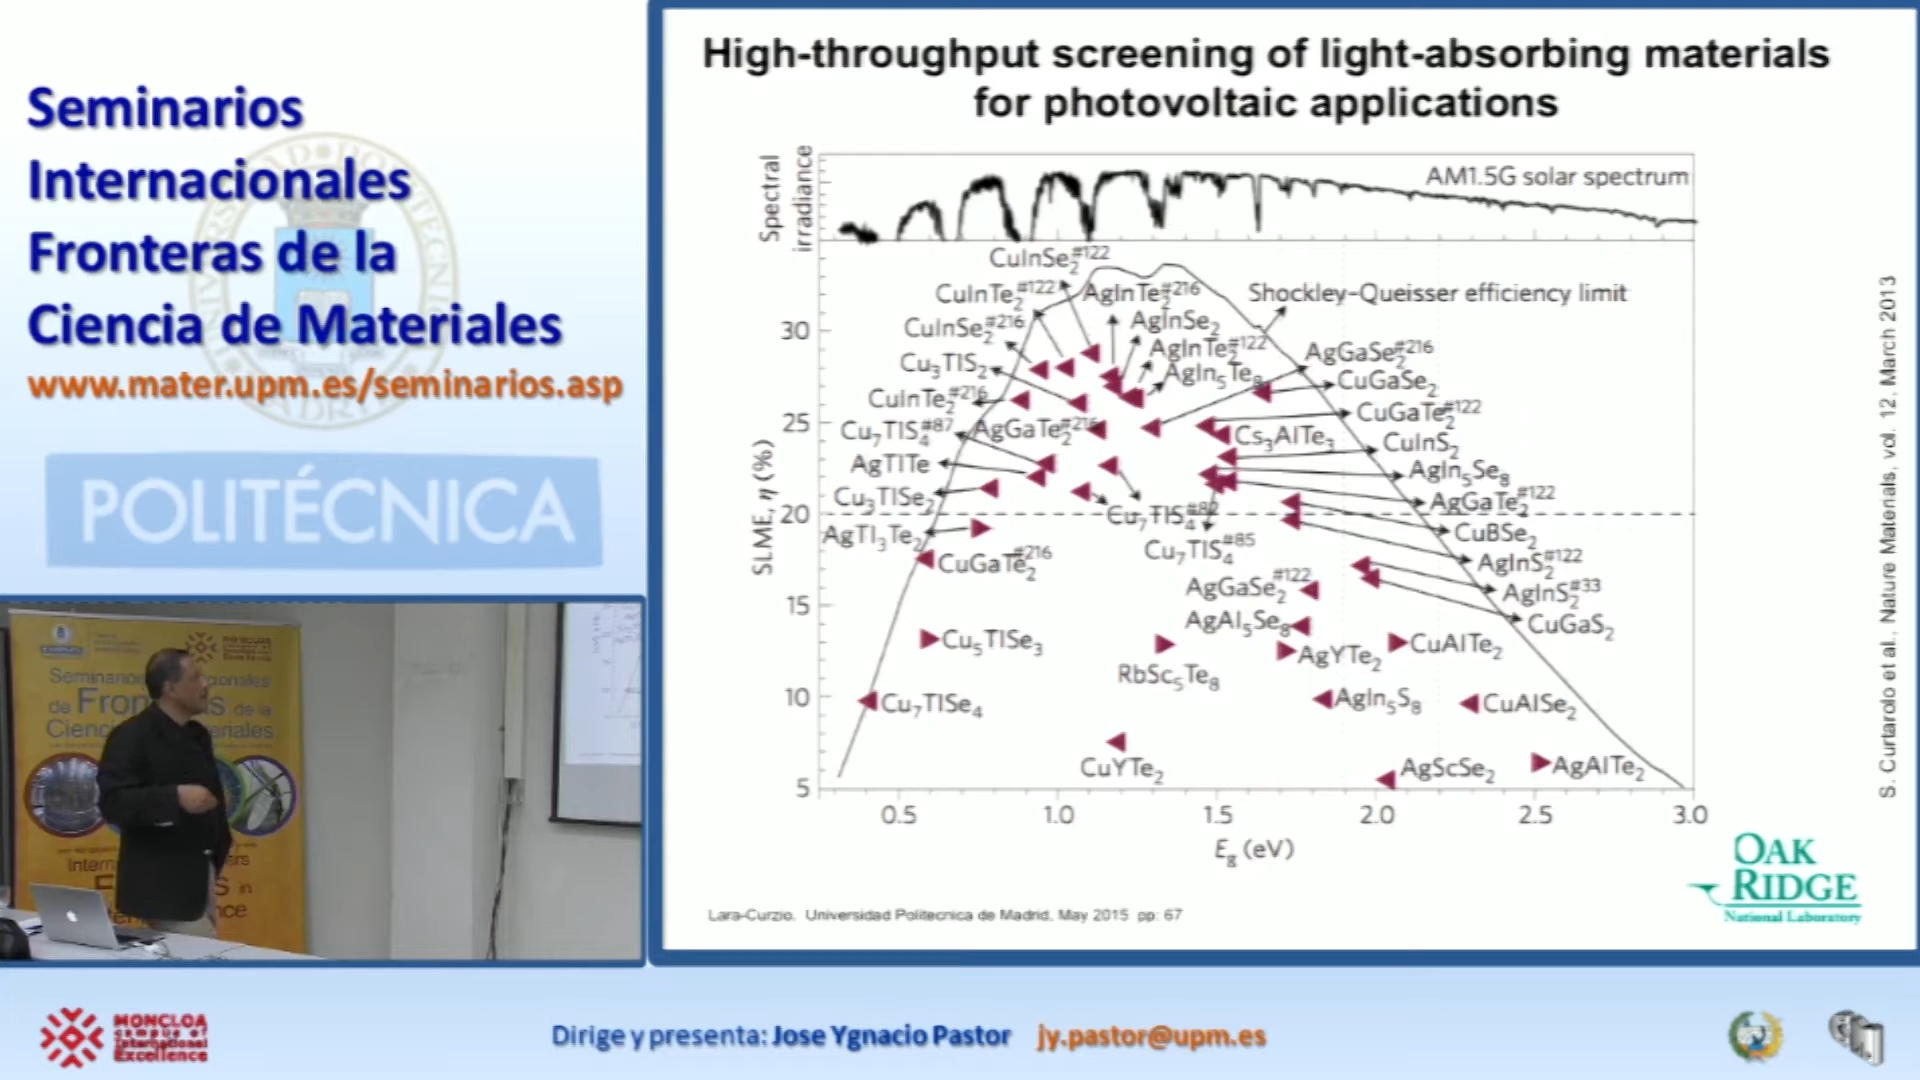 Seminarios
Internacionales
Fronteras de la
Ciencia de Materiales
www.mater.upm.es/seminarios.asp
POLITÉCNICA
High-throughput screening of light-absorbing materials
for photovoltaic applications
Spectral
irradiance
AM1.5G solar spectrum
CuInSe₂#122
CuInTe₂#122
AgInTe₂#216
Shockley–Queisser efficiency limit
CuInSe₂#216
AgInSe₂
AgInTe₂#122
AgGaSe₂#216
Cu₃TlS₂
AgIn₅Te₈
CuGaSe₂
CuInTe₂#216
CuGaTe₂#122
Cu₇TlS₄#87
AgGaTe₂#216
Cs₃AlTe₃
CuInS₂
AgTlTe
AgIn₅Se₈
Cu₃TlSe₂
AgGaTe₂#122
Cu₇TlS₄#82
AgTl₃Te₂
CuBSe₂
Cu₇TlS₄#85
CuGaTe₂#216
AgInS₂#122
AgGaSe₂#122
AgInS₂#33
AgAl₅Se₈
CuGaS₂
Cu₅TlSe₃
CuAlTe₂
AgYTe₂
RbSc₅Te₈
Cu₇TlSe₄
AgIn₅S₈
CuAlSe₂
CuYTe₂
AgScSe₂
AgAlTe₂
SLME, η (%)
30
25
20
15
10
5
0.5 1.0 1.5 2.0 2.5 3.0
Eg (eV)
S. Curtarolo et al., Nature Materials, vol. 12, March 2013
OAK
RIDGE
National Laboratory
Lara-Curzio. Universidad Politecnica de Madrid, May 2015 pp: 67
MONCLOA
campus of
International
Excellence
Dirige y presenta: Jose Ygnacio Pastor jy.pastor@upm.es